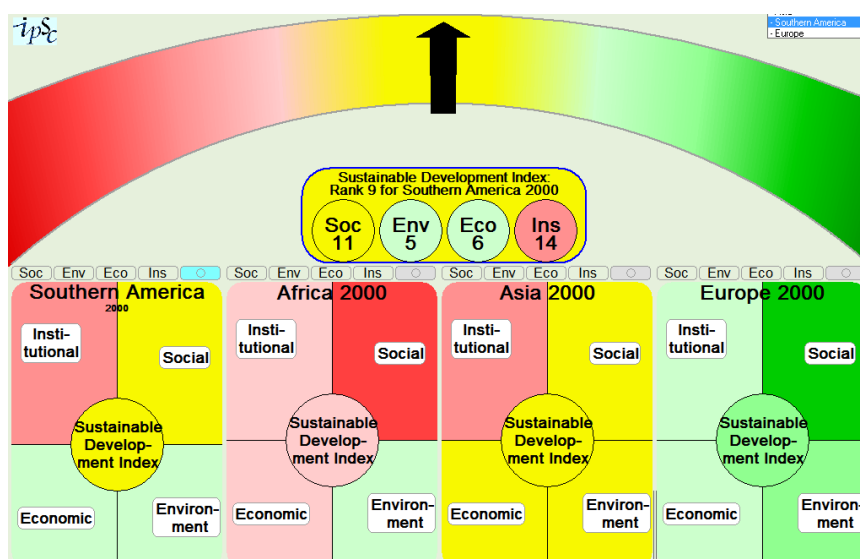 ipSc
- Southern America
- Europe
Sustainable Development Index:
Rank 9 for Southern America 2000
Soc Env Eco Ins
11 5 6 14
Soc Env Eco Ins Soc Env Eco Ins Soc Env Eco Ins Soc Env Eco Ins
Southern America
2000
Insti-
tutional
Social
Sustainable
Develop-
ment Index
Economic
Environ-
ment
Africa 2000
Insti-
tutional
Social
Sustainable
Develop-
ment Index
Economic
Environ-
ment
Asia 2000
Insti-
tutional
Social
Sustainable
Develop-
ment Index
Economic
Environ-
ment
Europe 2000
Insti-
tutional
Social
Sustainable
Develop-
ment Index
Economic
Environ-
ment